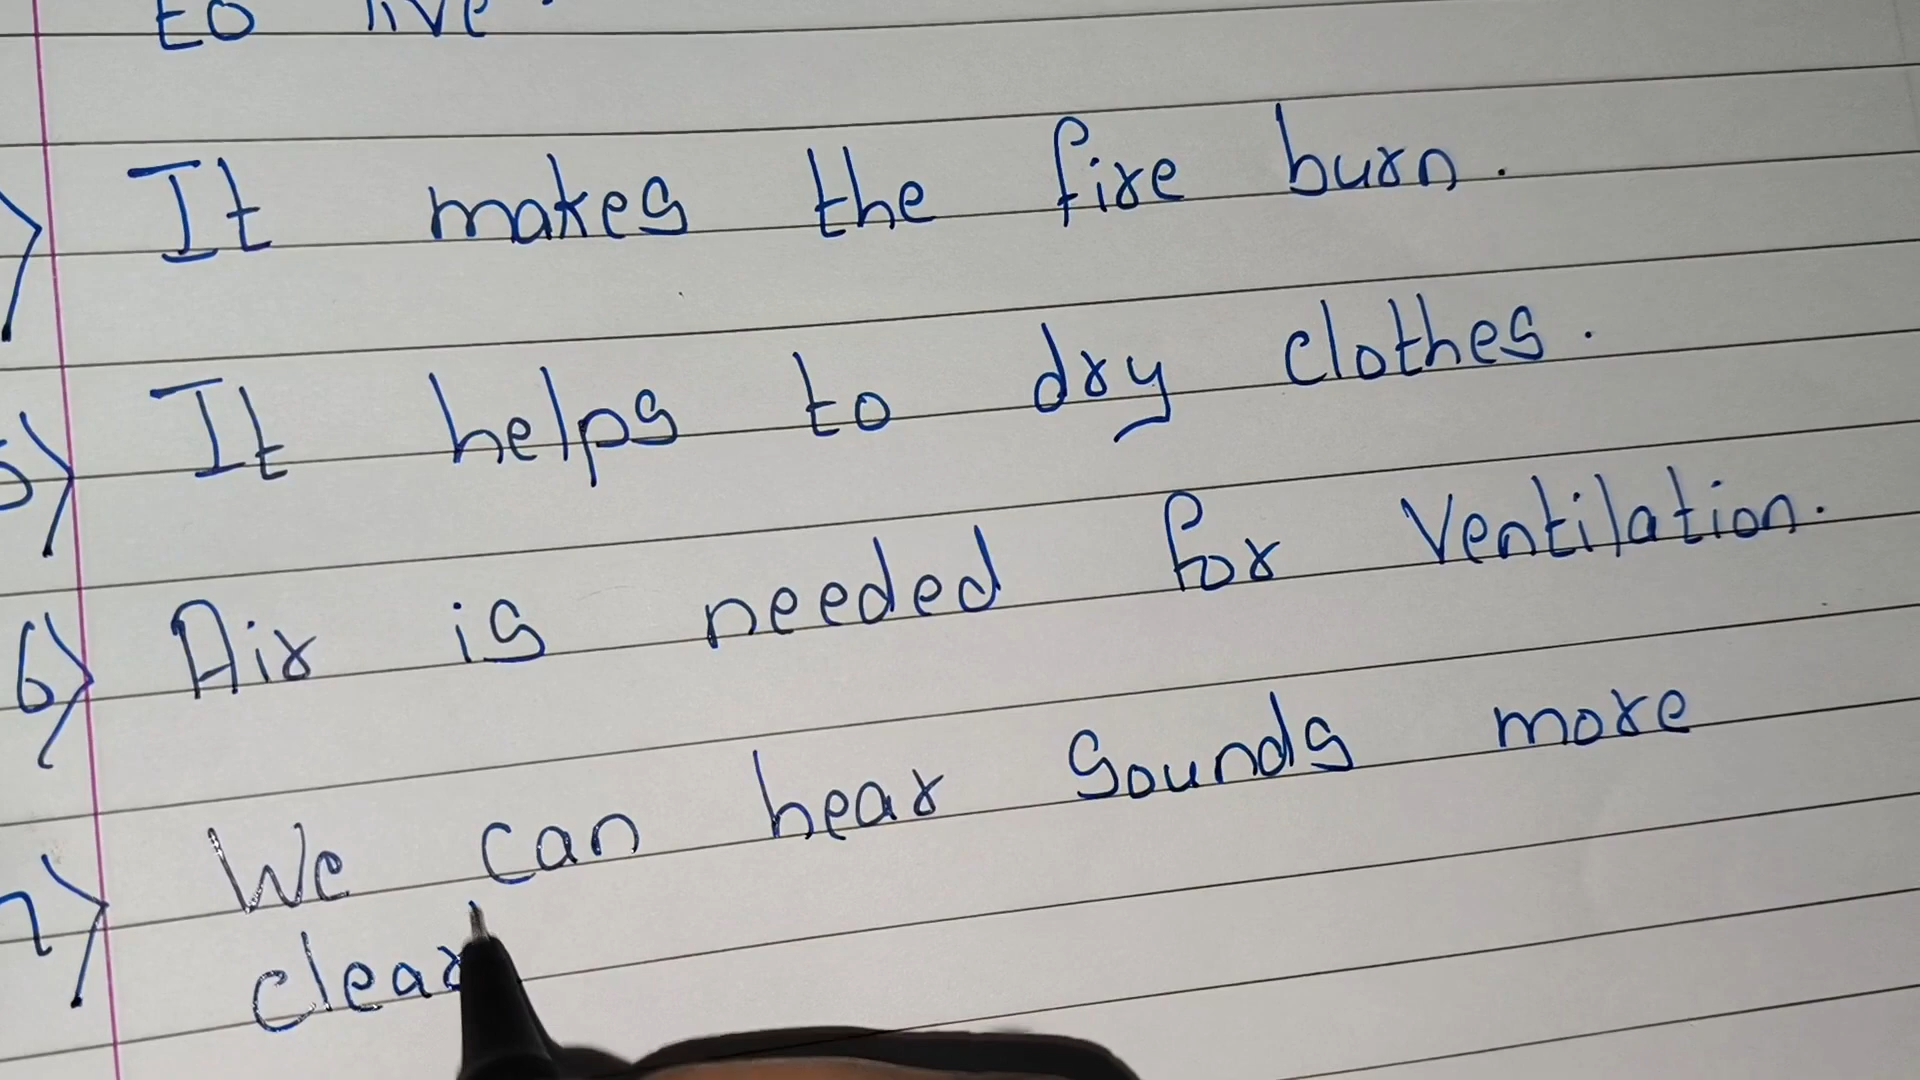 to live.
) It makes the fire burn.
5) It helps to dry clothes.
6) Air is needed for Ventilation.
7) We can hear Sounds more
clear